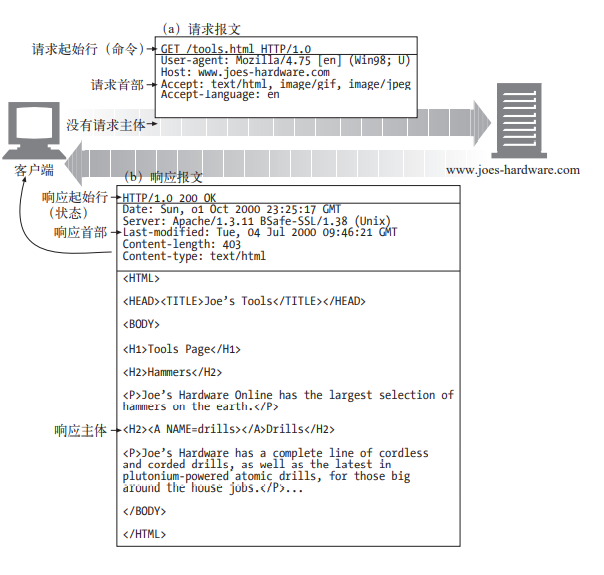 (a) 请求报文
请求起始行(命令)
GET /tools.html HTTP/1.0
请求首部
User-agent: Mozilla/4.75 [en] (Win98; U)
Host: www.joes-hardware.com
Accept: text/html, image/gif, image/jpeg
Accept-language: en
没有请求主体
客户端
www.joes-hardware.com
(b) 响应报文
响应起始行
(状态)
HTTP/1.0 200 OK
响应首部
Date: Sun, 01 Oct 2000 23:25:17 GMT
Server: Apache/1.3.11 BSafe-SSL/1.38 (Unix)
Last-modified: Tue, 04 Jul 2000 09:46:21 GMT
Content-length: 403
Content-type: text/html
响应主体
<HTML>
<HEAD><TITLE>Joe's Tools</TITLE></HEAD>
<BODY>
<H1>Tools Page</H1>
<H2>Hammers</H2>
<P>Joe's Hardware Online has the largest selection of
hammers on the earth.</P>
<H2><A NAME=drills></A>Drills</H2>
<P>Joe's Hardware has a complete line of cordless
and corded drills, as well as the latest in
plutonium-powered atomic drills, for those big
around the house jobs.</P>...
</BODY>
</HTML>